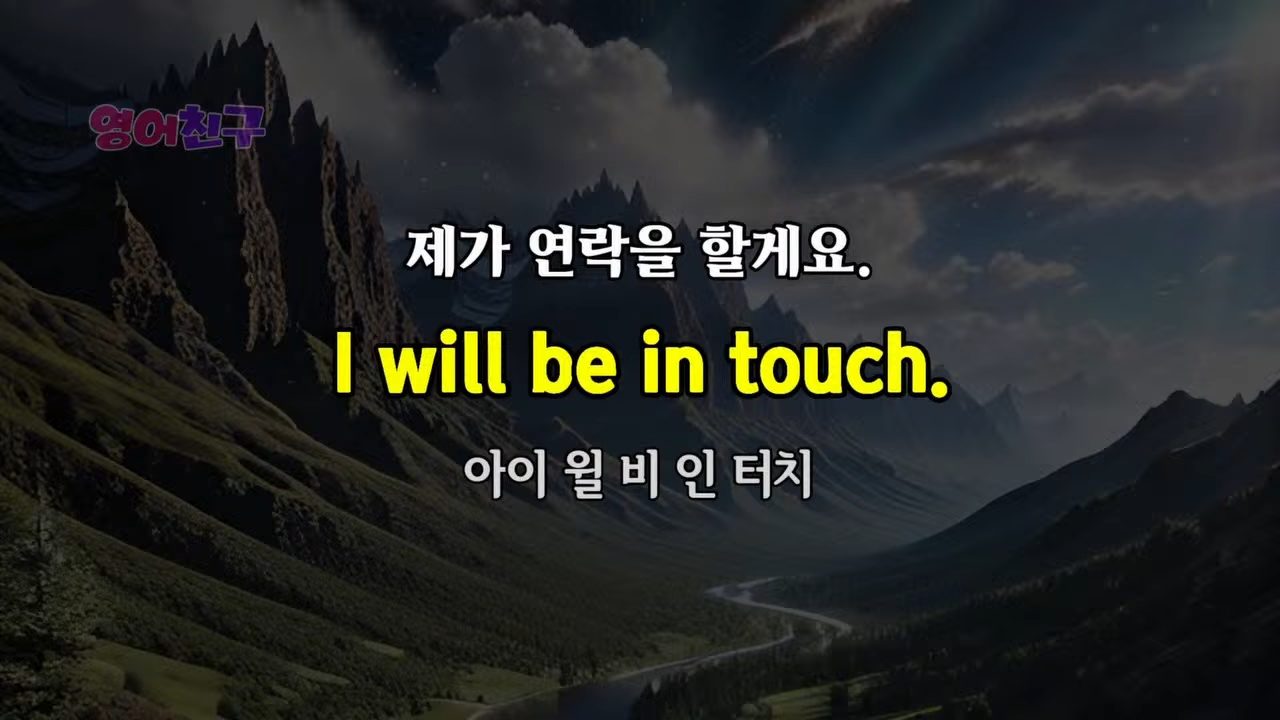 영어친구
제가 연락을 할게요.
I will be in touch.
아이 윌 비 인 터치